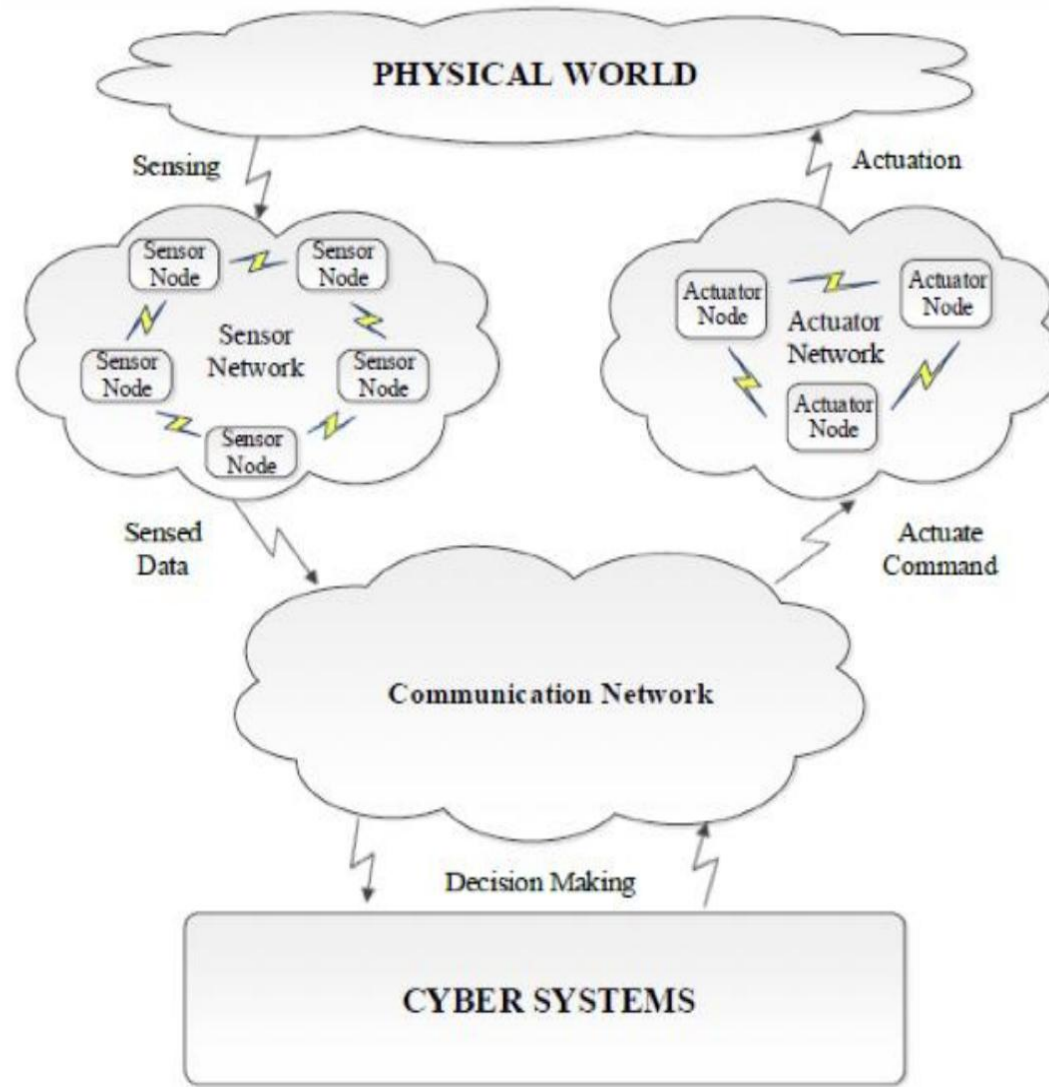 PHYSICAL WORLD
Sensing
Actuation
Sensor
Node
Sensor
Node
Sensor
Network
Sensor
Node
Sensor
Node
Sensor
Node
Actuator
Node
Actuator
Node
Actuator
Network
Actuator
Node
Sensed
Data
Actuate
Command
Communication Network
Decision Making
CYBER SYSTEMS